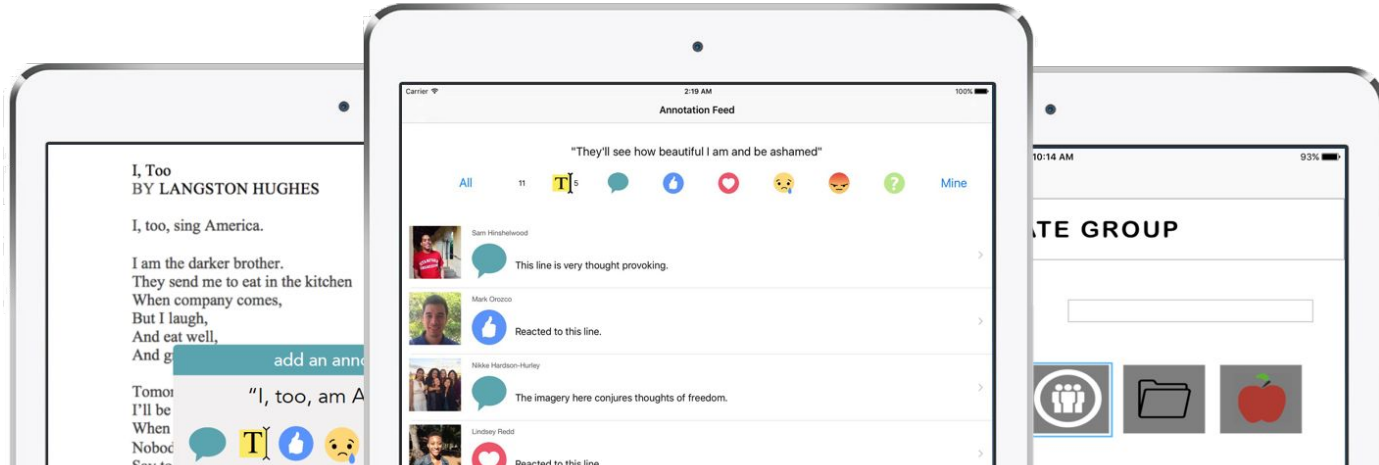 I, Too
BY LANGSTON HUGHES
I, too, sing America.
I am the darker brother.
They send me to eat in the kitchen
When company comes,
But I laugh,
And eat well,
And
add an
"I, too, am
I'll be
When
Carrier 2:19 AM 100%
Annotation Feed
"They'll see how beautiful I am and be ashamed"
All 11 T 5 ? Mine
Sam Hinshelwood
This line is very thought provoking.
Mark Orozco
Reacted to this line.
Nikke Hardson-Hurley
The imagery here conjures thoughts of freedom.
Lindsey Redd
Reacted to this line.
10:14 AM 93%
GROUP